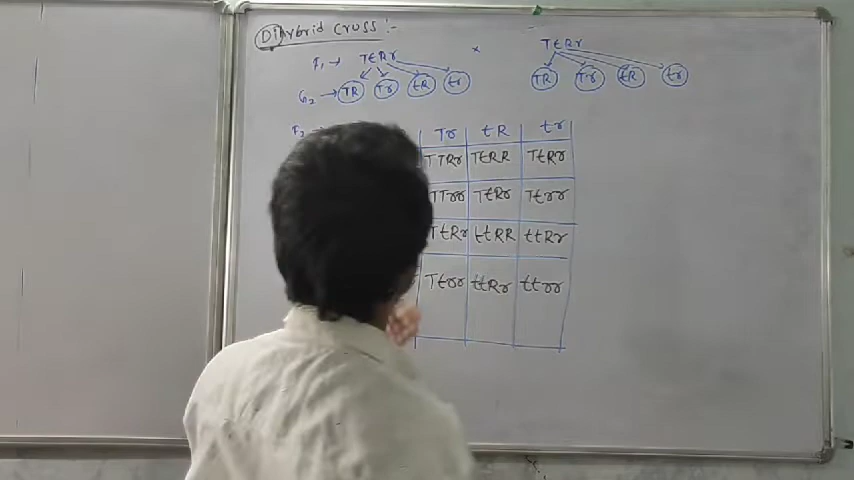 Dihybrid Cross :-
F1 → TtRr × TtRr
G2 → TR Tr tR tr TR Tr tR tr
F2 → Tr tR tr
TTRr TtRR TtRr
TTrr TtRr Ttrr
TtRr ttRR ttRr
Ttrr ttRr ttrr